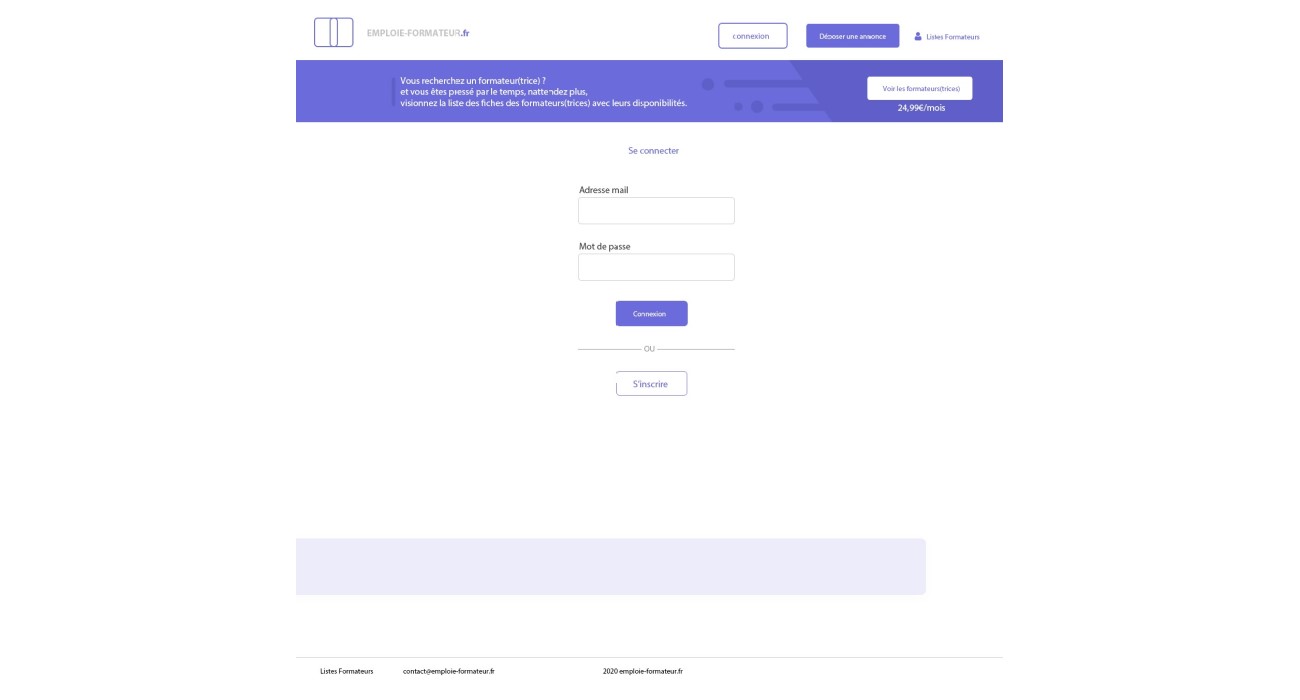 EMPLOIE-FORMATEUR.fr
connexion
Déposer une annonce
Listes Formateurs
Vous recherchez un formateur(trice) ?
et vous êtes pressé par le temps, nattendez plus,
visionnez la liste des fiches des formateurs(trices) avec leurs disponibilités.
Voir les formateurs(trices)
24,99€/mois
Se connecter
Adresse mail
Mot de passe
Connexion
OU
S'inscrire
Listes Formateurs
contact@emploie-formateur.fr
2020 emploie-formateur.fr